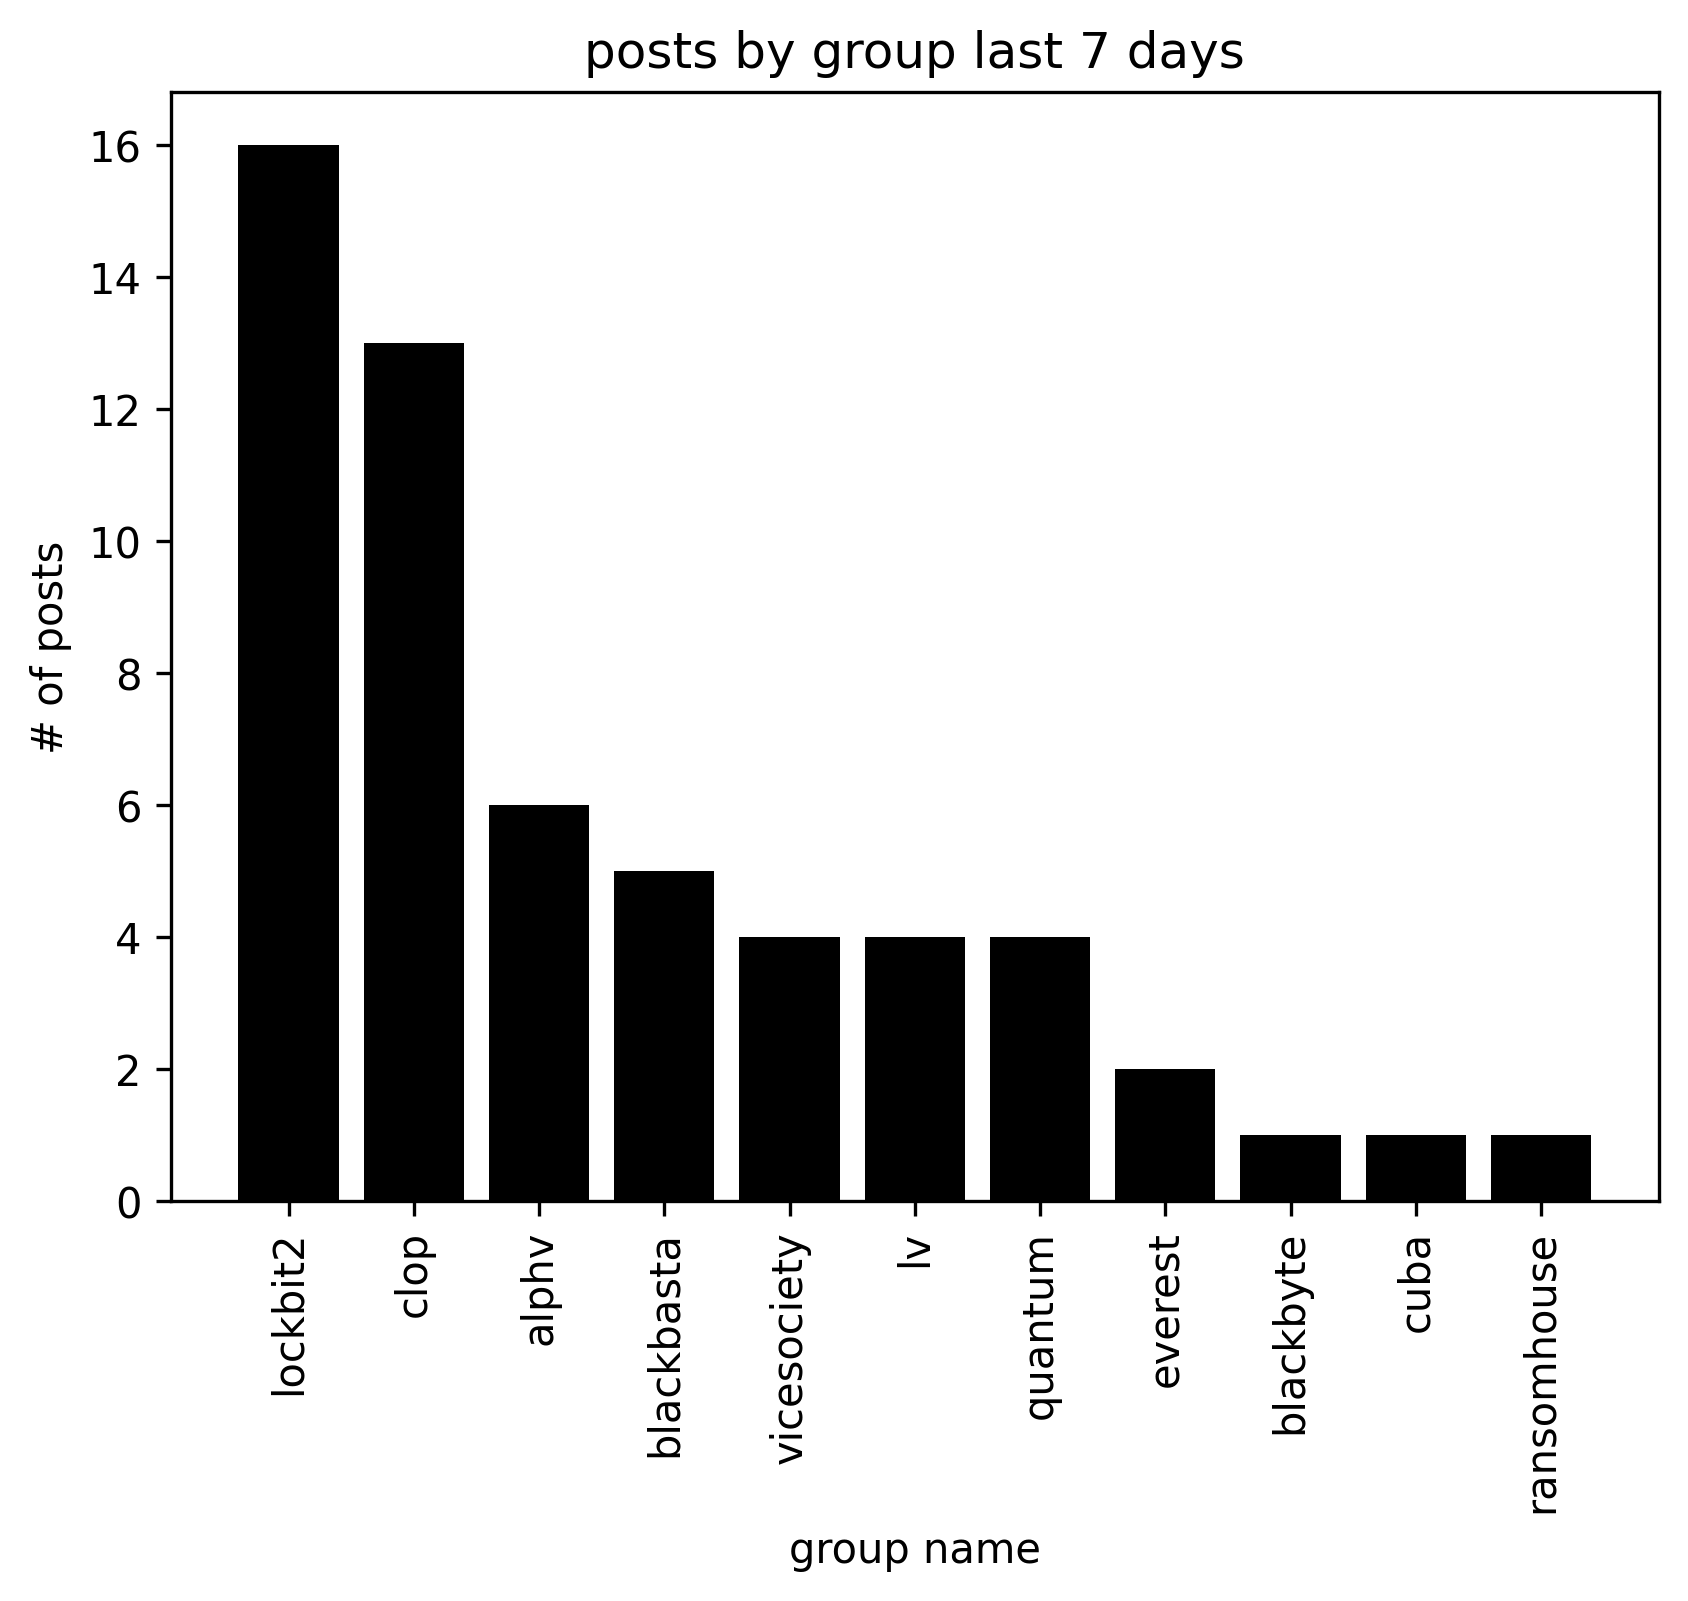 posts by group last 7 days
16
14
12
10
8
6
4
2
0
# of posts
lockbit2
clop
alphv
blackbasta
vicesociety
lv
quantum
everest
blackbyte
cuba
ransomhouse
group name